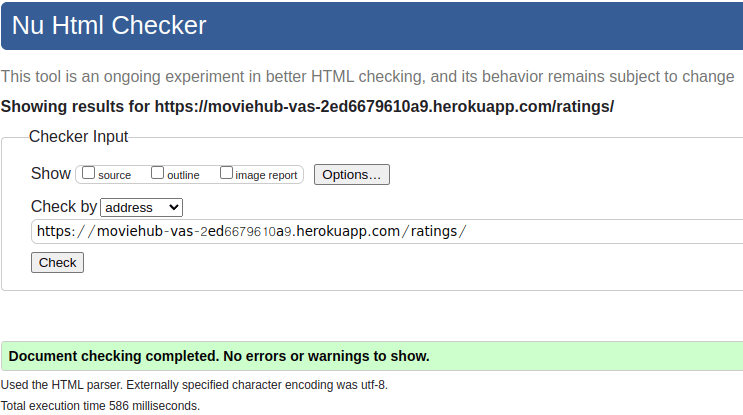 Nu Html Checker
This tool is an ongoing experiment in better HTML checking, and its behavior remains subject to change
Showing results for https://moviehub-vas-2ed6679610a9.herokuapp.com/ratings/
Checker Input
Show source outline image report Options...
Check by address
https://moviehub-vas-2ed6679610a9.herokuapp.com/ratings/
Check
Document checking completed. No errors or warnings to show.
Used the HTML parser. Externally specified character encoding was utf-8.
Total execution time 586 milliseconds.